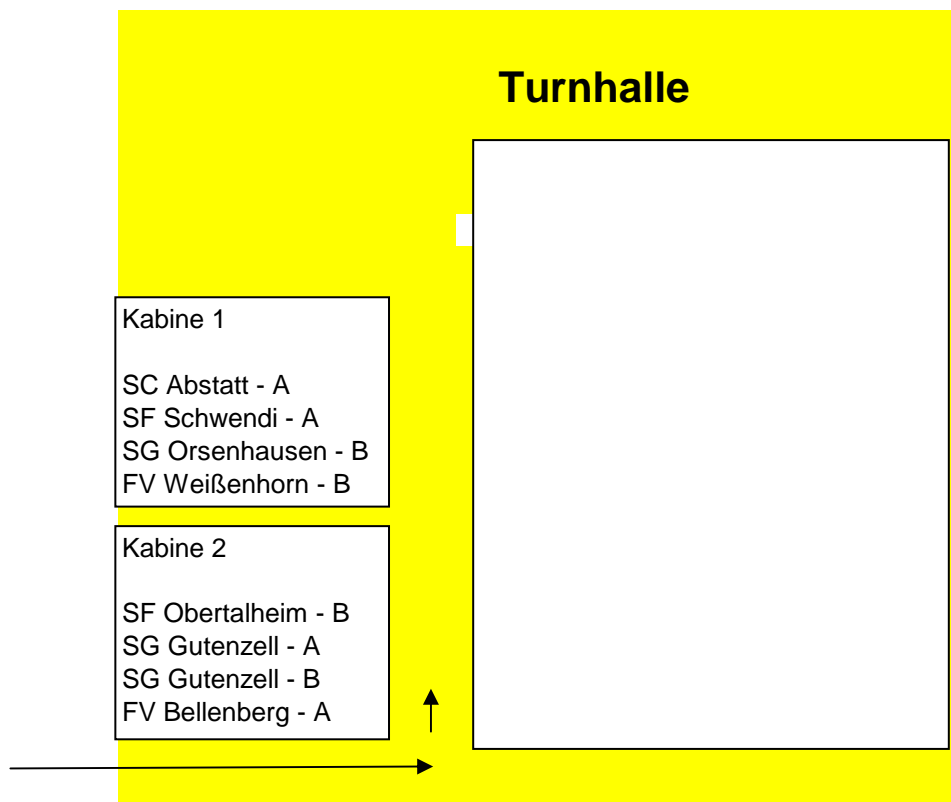 Turnhalle
Kabine 1
SC Abstatt - A
SF Schwendi - A
SG Orsenhausen - B
FV Weißenhorn - B
Kabine 2
SF Obertalheim - B
SG Gutenzell - A
SG Gutenzell - B
FV Bellenberg - A